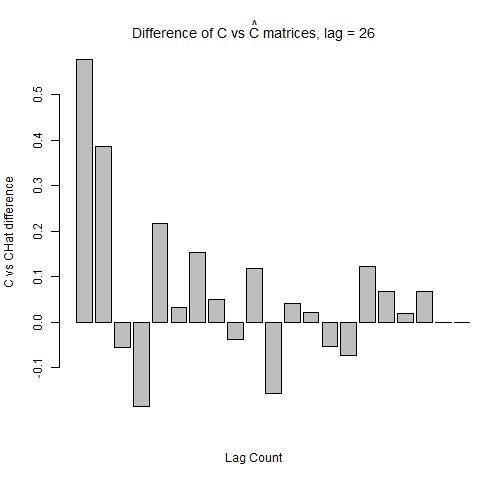 Difference of C vs Ĉ matrices, lag = 26
0.5
0.4
0.3
0.2
0.1
0.0
-0.1
C vs CHat difference
Lag Count